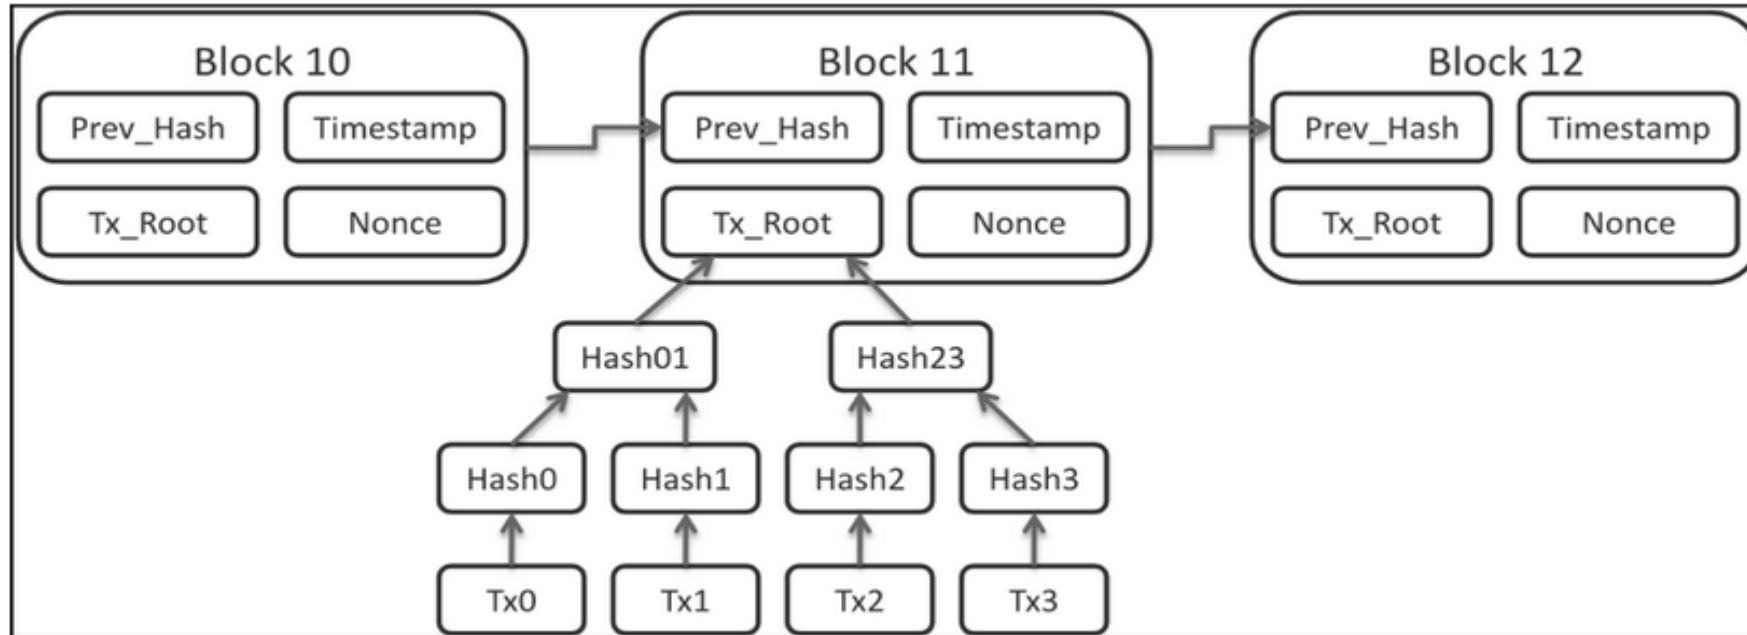 Block 10 Block 11 Block 12
Prev_Hash Timestamp Prev_Hash Timestamp Prev_Hash Timestamp
Tx_Root Nonce Tx_Root Nonce Tx_Root Nonce
Hash01 Hash23
Hash0 Hash1 Hash2 Hash3
Tx0 Tx1 Tx2 Tx3